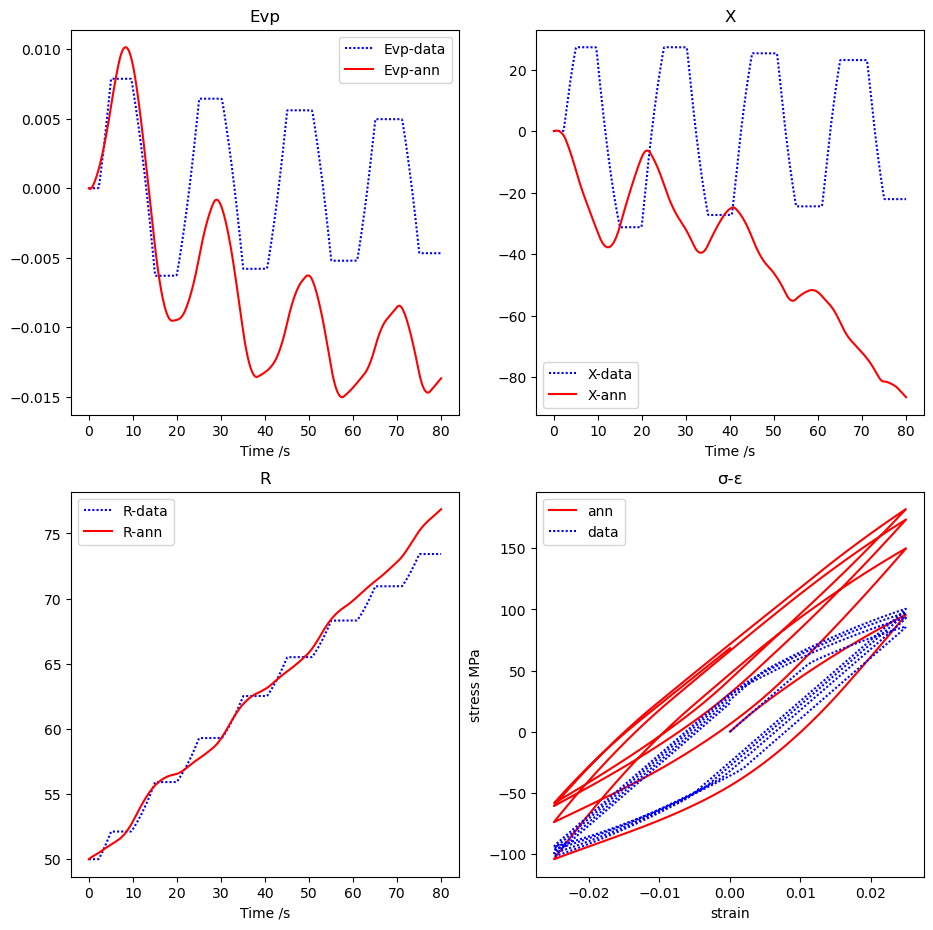 Evp
0.010
0.005
0.000
−0.005
−0.010
−0.015
0 10 20 30 40 50 60 70 80
Time /s
Evp-data
Evp-ann
X
20
0
−20
−40
−60
−80
0 10 20 30 40 50 60 70 80
Time /s
X-data
X-ann
R
75
70
65
60
55
50
0 10 20 30 40 50 60 70 80
Time /s
R-data
R-ann
σ-ε
stress MPa
150
100
50
0
−50
−100
−0.02 −0.01 0.00 0.01 0.02
strain
ann
data